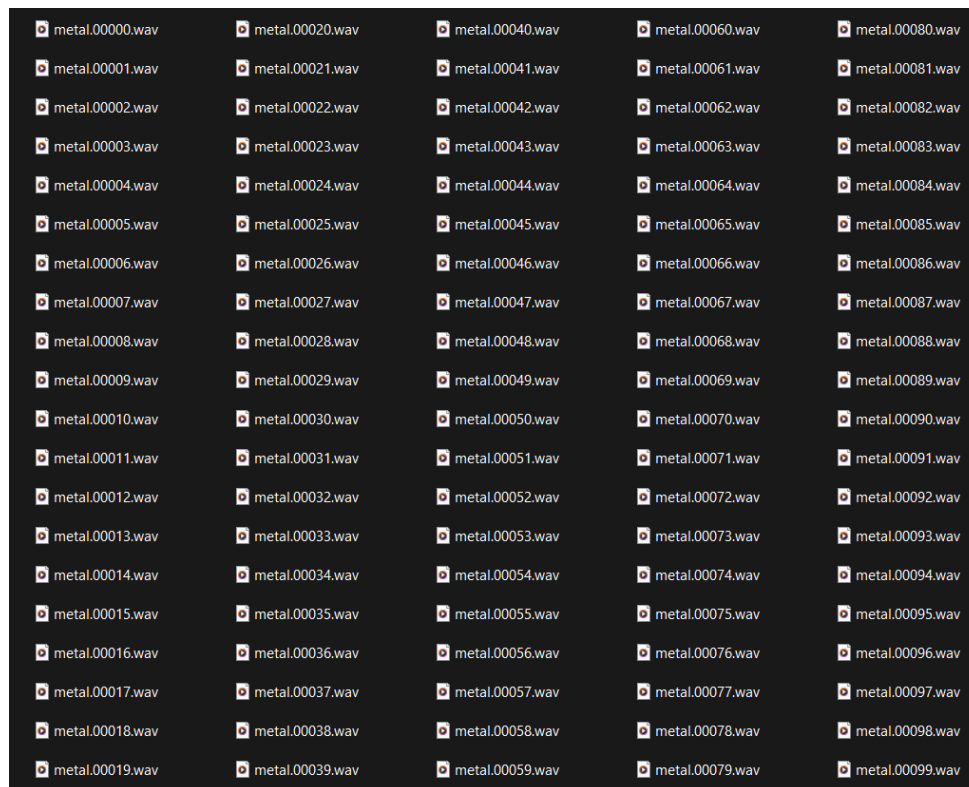 metal.00000.wav metal.00020.wav metal.00040.wav metal.00060.wav metal.00080.wav
metal.00001.wav metal.00021.wav metal.00041.wav metal.00061.wav metal.00081.wav
metal.00002.wav metal.00022.wav metal.00042.wav metal.00062.wav metal.00082.wav
metal.00003.wav metal.00023.wav metal.00043.wav metal.00063.wav metal.00083.wav
metal.00004.wav metal.00024.wav metal.00044.wav metal.00064.wav metal.00084.wav
metal.00005.wav metal.00025.wav metal.00045.wav metal.00065.wav metal.00085.wav
metal.00006.wav metal.00026.wav metal.00046.wav metal.00066.wav metal.00086.wav
metal.00007.wav metal.00027.wav metal.00047.wav metal.00067.wav metal.00087.wav
metal.00008.wav metal.00028.wav metal.00048.wav metal.00068.wav metal.00088.wav
metal.00009.wav metal.00029.wav metal.00049.wav metal.00069.wav metal.00089.wav
metal.00010.wav metal.00030.wav metal.00050.wav metal.00070.wav metal.00090.wav
metal.00011.wav metal.00031.wav metal.00051.wav metal.00071.wav metal.00091.wav
metal.00012.wav metal.00032.wav metal.00052.wav metal.00072.wav metal.00092.wav
metal.00013.wav metal.00033.wav metal.00053.wav metal.00073.wav metal.00093.wav
metal.00014.wav metal.00034.wav metal.00054.wav metal.00074.wav metal.00094.wav
metal.00015.wav metal.00035.wav metal.00055.wav metal.00075.wav metal.00095.wav
metal.00016.wav metal.00036.wav metal.00056.wav metal.00076.wav metal.00096.wav
metal.00017.wav metal.00037.wav metal.00057.wav metal.00077.wav metal.00097.wav
metal.00018.wav metal.00038.wav metal.00058.wav metal.00078.wav metal.00098.wav
metal.00019.wav metal.00039.wav metal.00059.wav metal.00079.wav metal.00099.wav